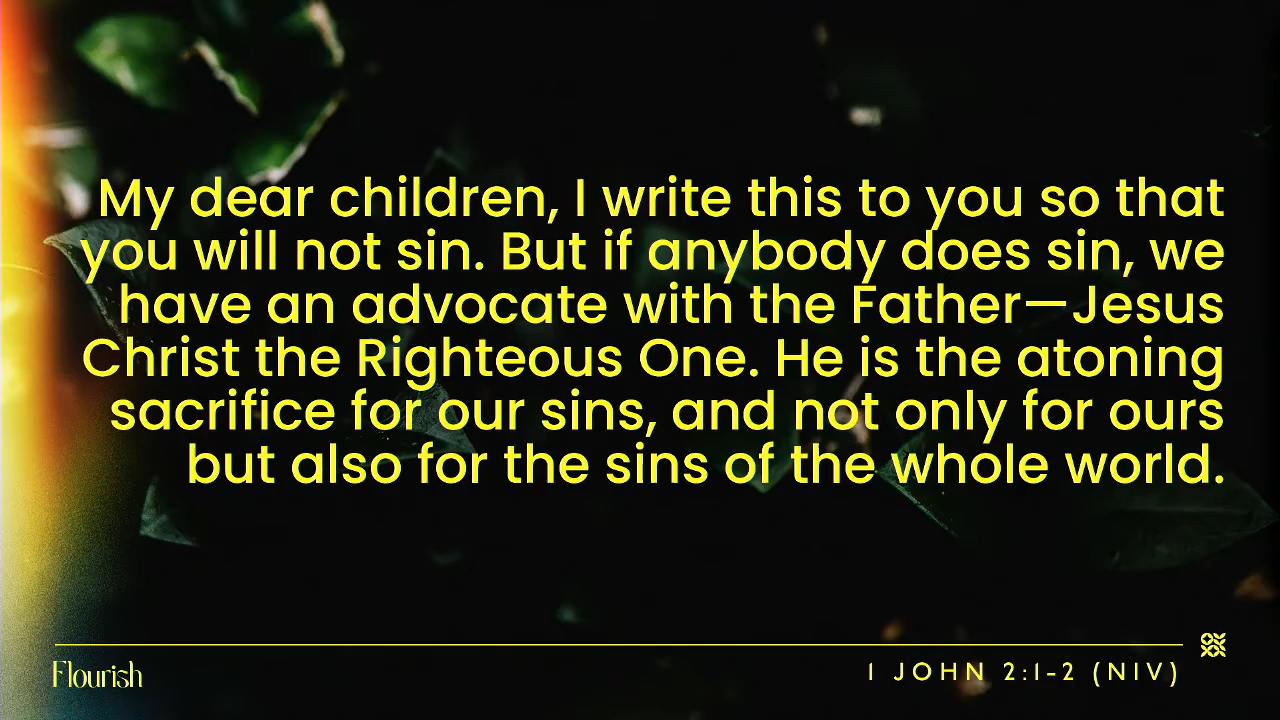 My dear children, I write this to you so that
you will not sin. But if anybody does sin, we
have an advocate with the Father—Jesus
Christ the Righteous One. He is the atoning
sacrifice for our sins, and not only for ours
but also for the sins of the whole world.
Flourish
1 JOHN 2:1-2 (NIV)